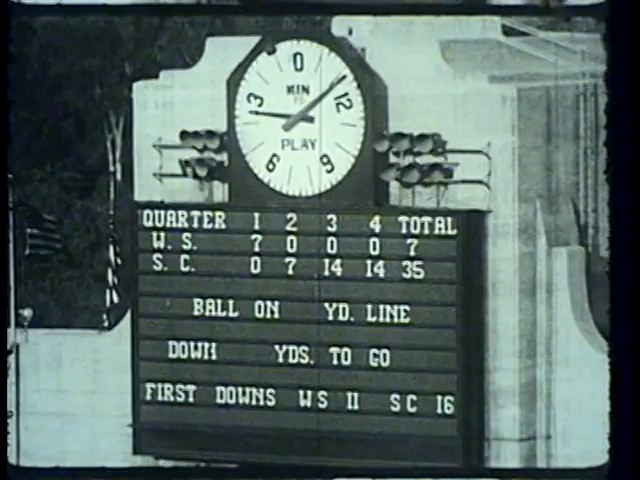 0
MIN
TO
3 12
PLAY
6 9
QUARTER 1 2 3 4 TOTAL
W. S. 7 0 0 0 7
S. C. 0 7 14 14 35
BALL ON YD. LINE
DOWN YDS. TO GO
FIRST DOWNS WS 11 SC 16